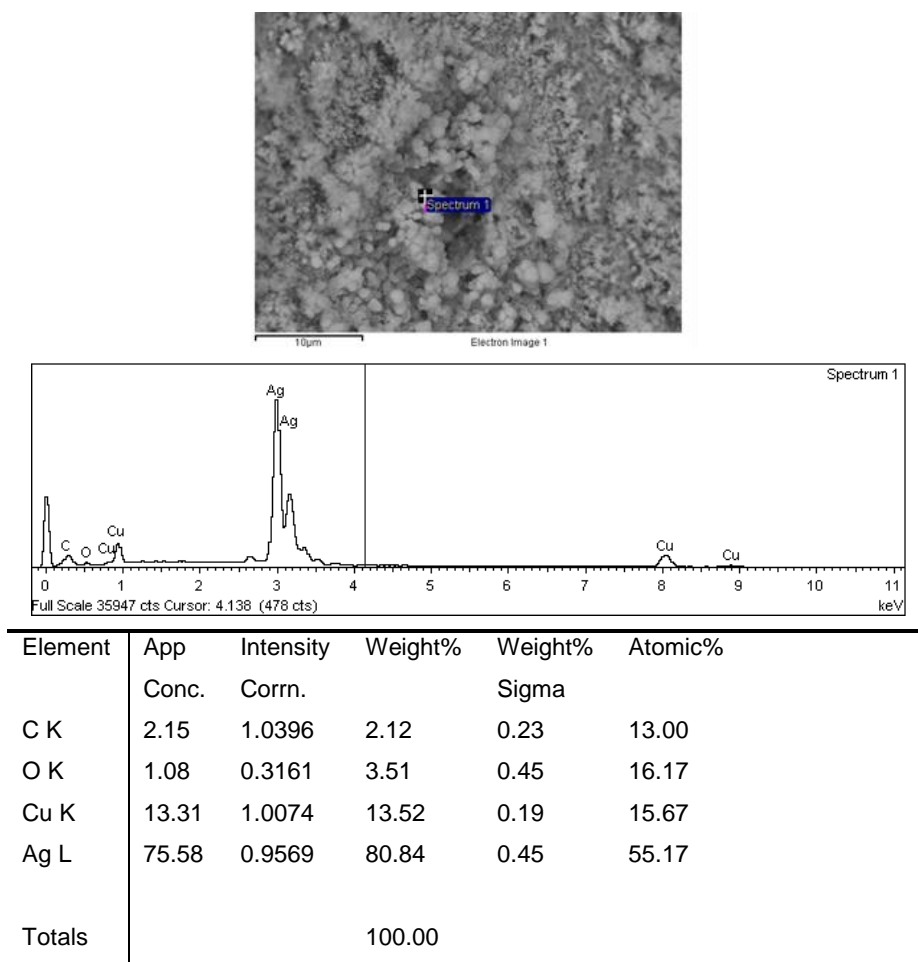 Spectrum 1
10µm Electron Image 1
Spectrum 1
Ag
Ag
Cu
C O Cu
Cu
Cu
0 1 2 3 4 5 6 7 8 9 10 11
Full Scale 35947 cts Cursor: 4.138 (478 cts) keV
Element App Intensity Weight% Weight% Atomic%
Conc. Corrn. Sigma
C K 2.15 1.0396 2.12 0.23 13.00
O K 1.08 0.3161 3.51 0.45 16.17
Cu K 13.31 1.0074 13.52 0.19 15.67
Ag L 75.58 0.9569 80.84 0.45 55.17
Totals 100.00